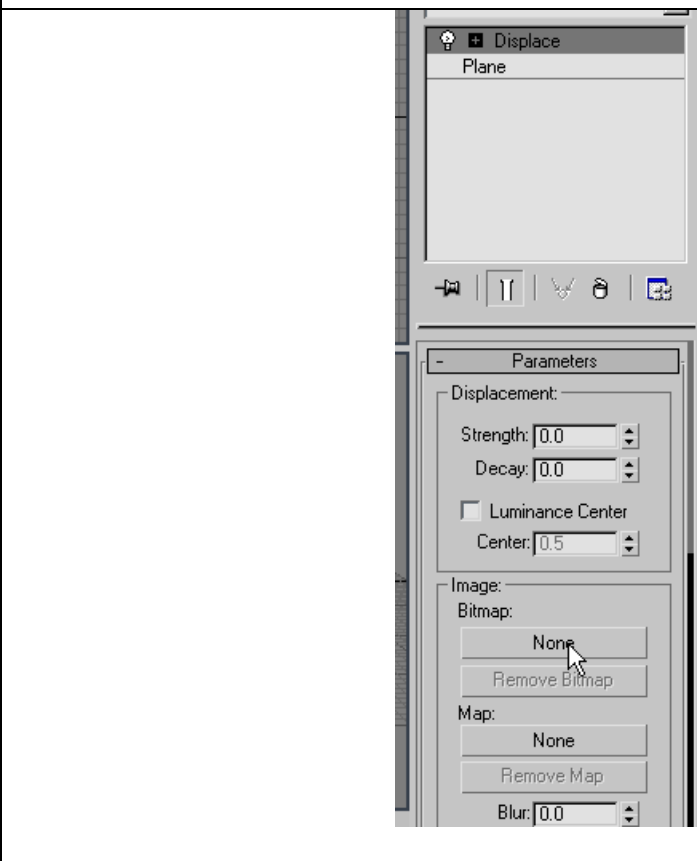 Displace
Plane
Parameters
Displacement:
Strength: 0.0
Decay: 0.0
Luminance Center
Center: 0.5
Image:
Bitmap:
None
Remove Bitmap
Map:
None
Remove Map
Blur: 0.0